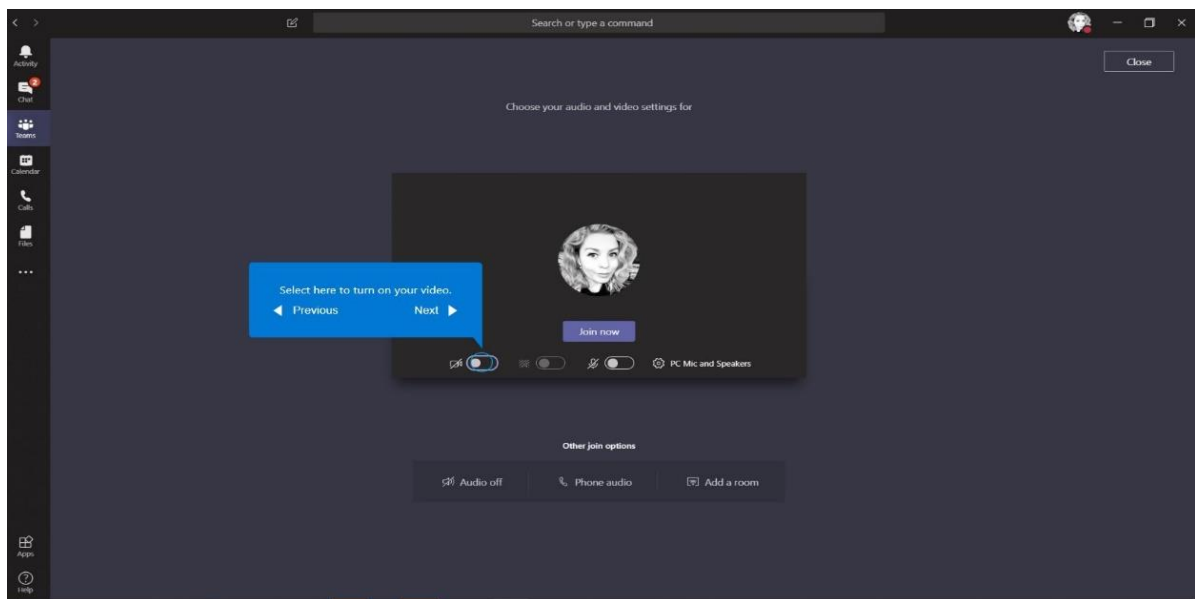 Search or type a command
Activity
2
Chat
Teams
Calendar
Calls
Files
Close
Choose your audio and video settings for
Select here to turn on your video.
Previous Next
Join now
PC Mic and Speakers
Other join options
Audio off Phone audio Add a room
Apps
Help